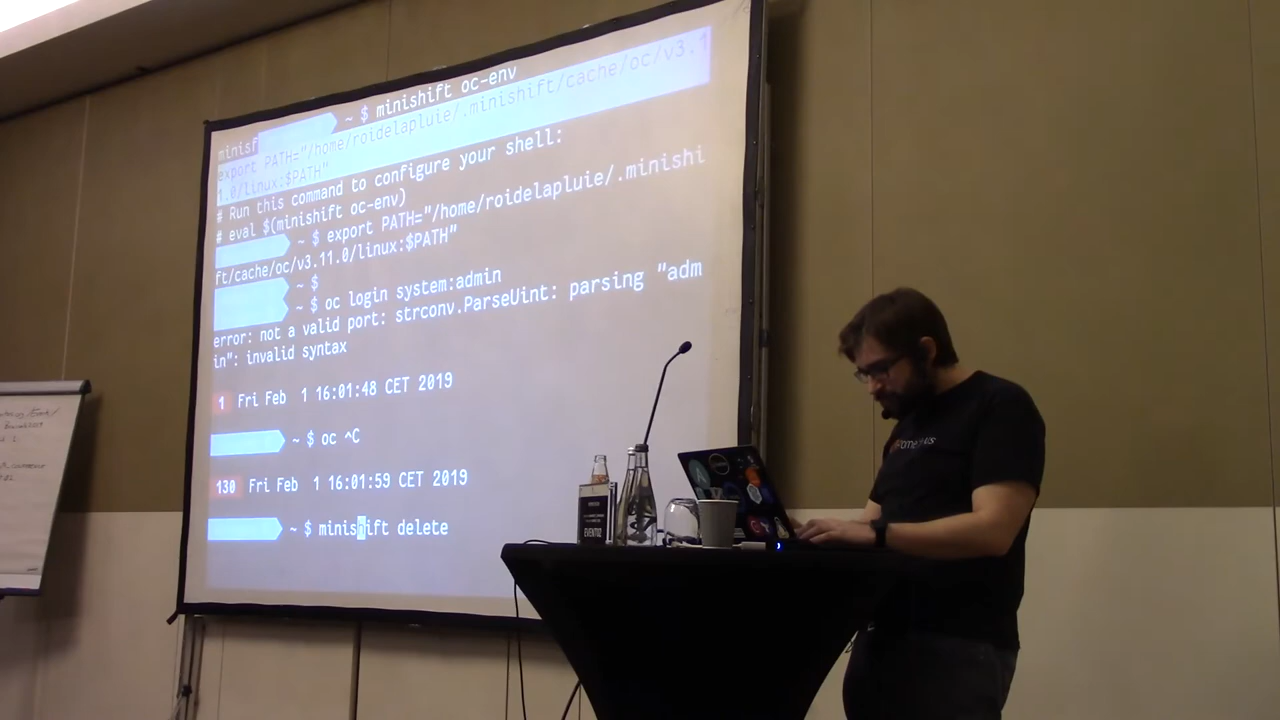 ~ $ minishift oc-env
minisf
export PATH="/home/roidelapluie/.minishift/cache/oc/v3.1
1.0/linux:$PATH"
# Run this command to configure your shell:
# eval $(minishift oc-env)
~ $ export PATH="/home/roidelapluie/.minishi
ft/cache/oc/v3.11.0/linux:$PATH"
~ $
~ $ oc login system:admin
error: not a valid port: strconv.ParseUint: parsing "adm
in": invalid syntax
1 Fri Feb 1 16:01:48 CET 2019
~ $ oc ^C
130 Fri Feb 1 16:01:59 CET 2019
~ $ minishift delete
EVENTIZ